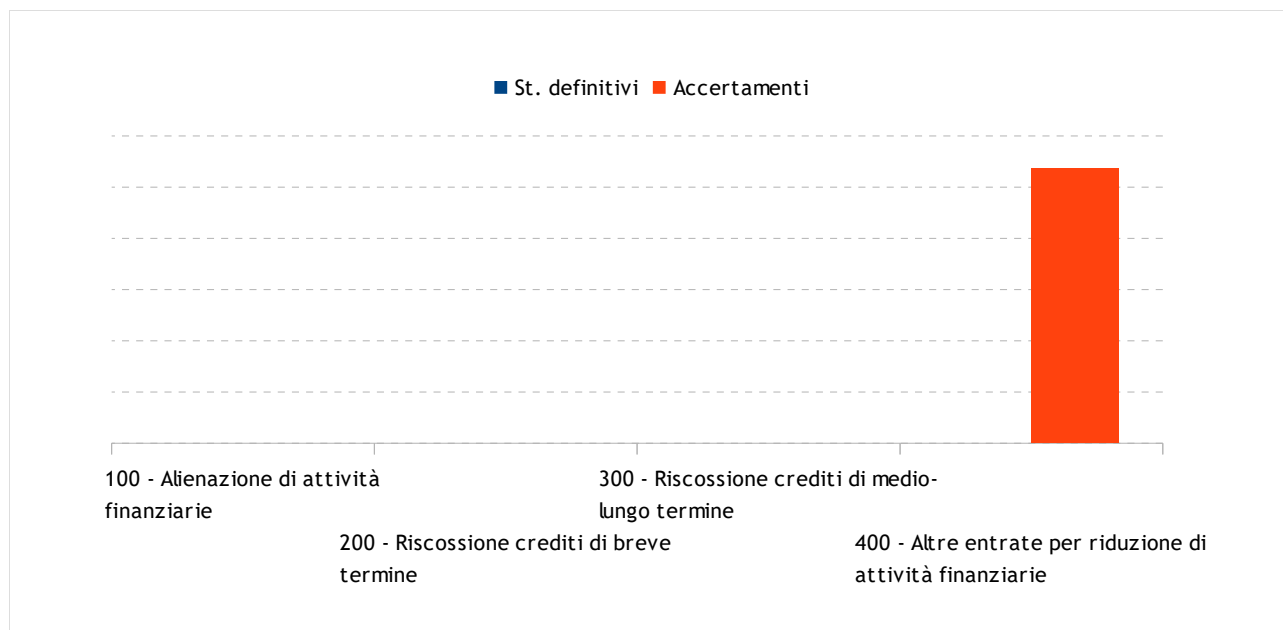 St. definitivi Accertamenti
100 - Alienazione di attività
finanziarie
200 - Riscossione crediti di breve
termine
300 - Riscossione crediti di medio-
lungo termine
400 - Altre entrate per riduzione di
attività finanziarie